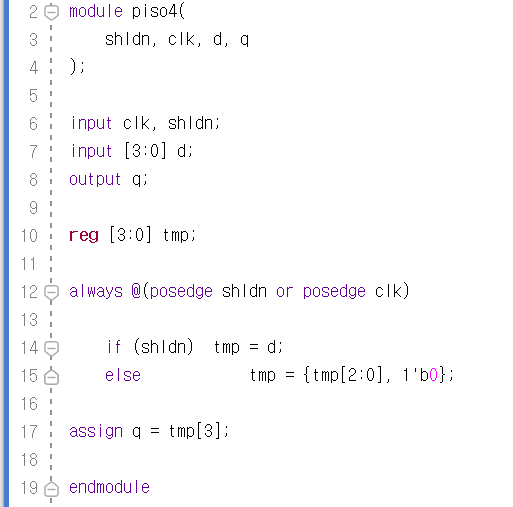 2 module piso4(
3 shldn, clk, d, q
4 );
5
6 input clk, shldn;
7 input [3:0] d;
8 output q;
9
10 reg [3:0] tmp;
11
12 always @(posedge shldn or posedge clk)
13
14 if (shldn) tmp = d;
15 else tmp = {tmp[2:0], 1'b0};
16
17 assign q = tmp[3];
18
19 endmodule